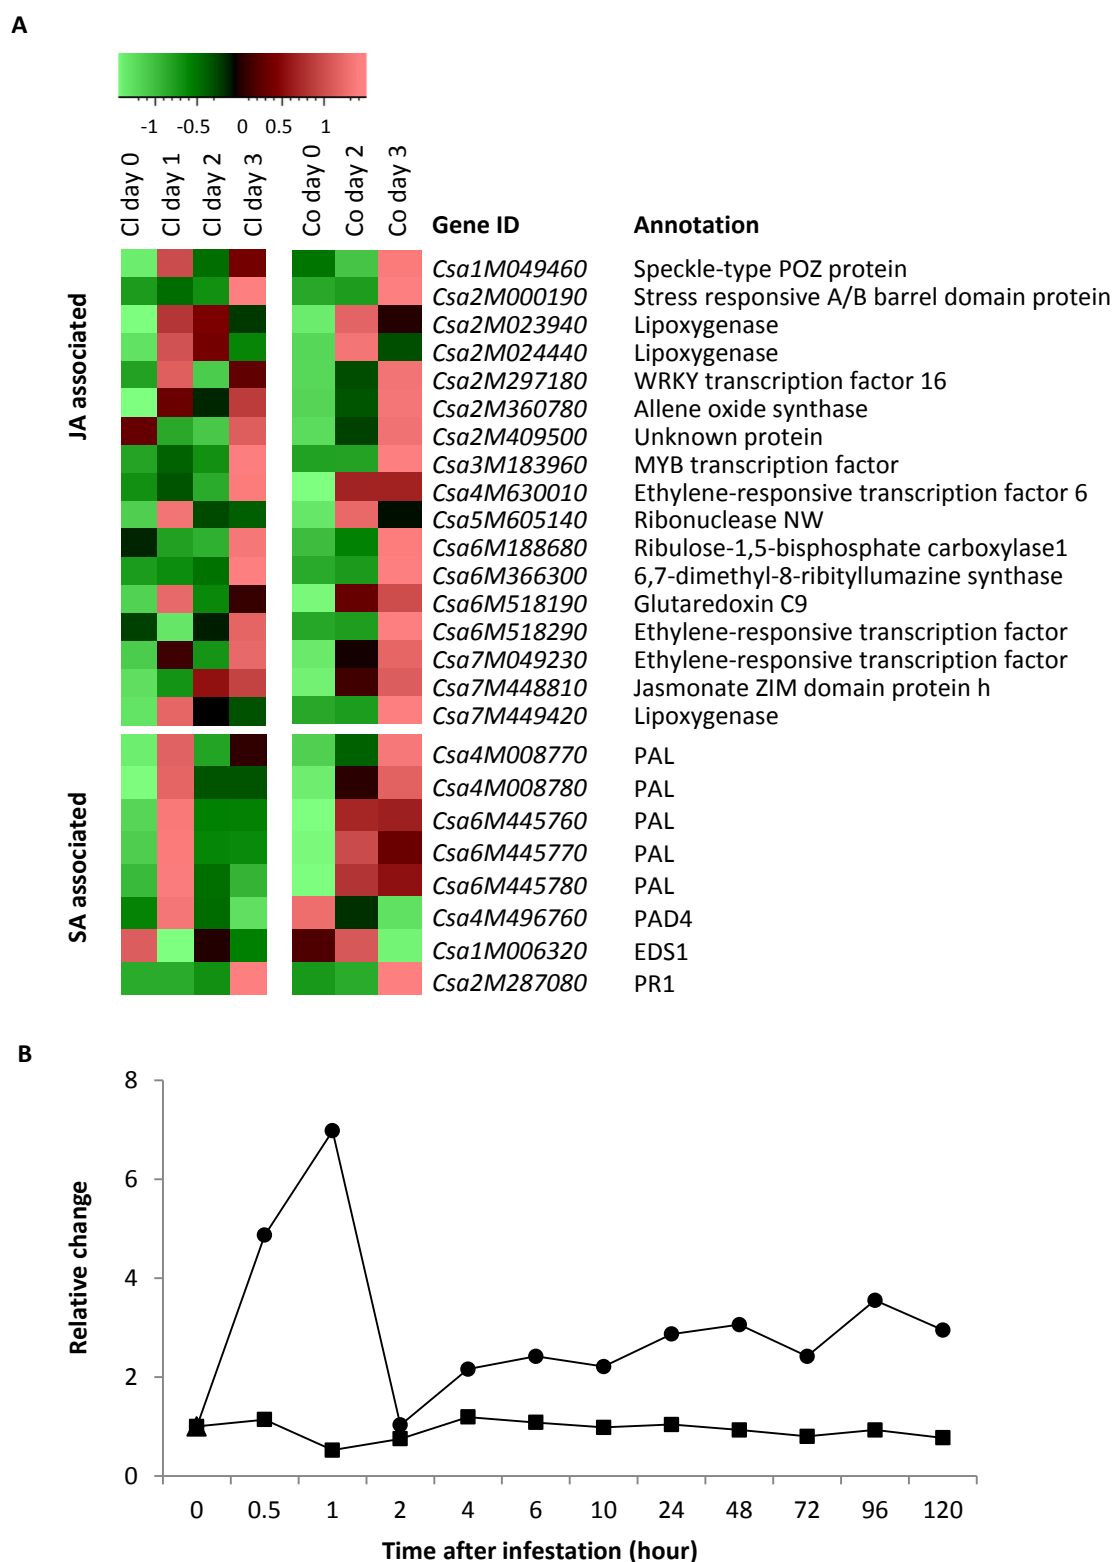 A
-1 -0.5 0 0.5 1
Cl day 0
Cl day 1
Cl day 2
Cl day 3
Co day 0
Co day 2
Co day 3
Gene ID Annotation
JA associated
Csa1M049460 Speckle-type POZ protein
Csa2M000190 Stress responsive A/B barrel domain protein
Csa2M023940 Lipoxygenase
Csa2M024440 Lipoxygenase
Csa2M297180 WRKY transcription factor 16
Csa2M360780 Allene oxide synthase
Csa2M409500 Unknown protein
Csa3M183960 MYB transcription factor
Csa4M630010 Ethylene-responsive transcription factor 6
Csa5M605140 Ribonuclease NW
Csa6M188680 Ribulose-1,5-bisphosphate carboxylase1
Csa6M366300 6,7-dimethyl-8-ribityllumazine synthase
Csa6M518190 Glutaredoxin C9
Csa6M518290 Ethylene-responsive transcription factor
Csa7M049230 Ethylene-responsive transcription factor
Csa7M448810 Jasmonate ZIM domain protein h
Csa7M449420 Lipoxygenase
SA associated
Csa4M008770 PAL
Csa4M008780 PAL
Csa6M445760 PAL
Csa6M445770 PAL
Csa6M445780 PAL
Csa4M496760 PAD4
Csa1M006320 EDS1
Csa2M287080 PR1
B
Relative change
8
6
4
2
0
0 0.5 1 2 4 6 10 24 48 72 96 120
Time after infestation (hour)